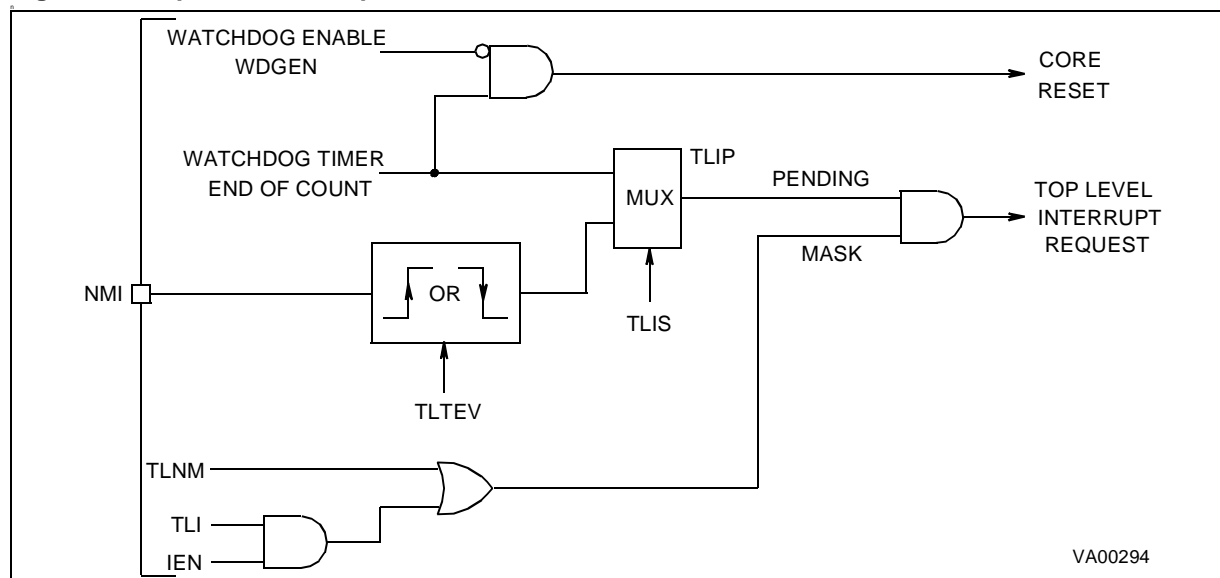 WATCHDOG ENABLE
WDGEN
CORE
RESET
WATCHDOG TIMER
END OF COUNT
TLIP
MUX
PENDING
MASK
TOP LEVEL
INTERRUPT
REQUEST
NMI
OR
TLIS
TLTEV
TLNM
TLI
IEN
VA00294